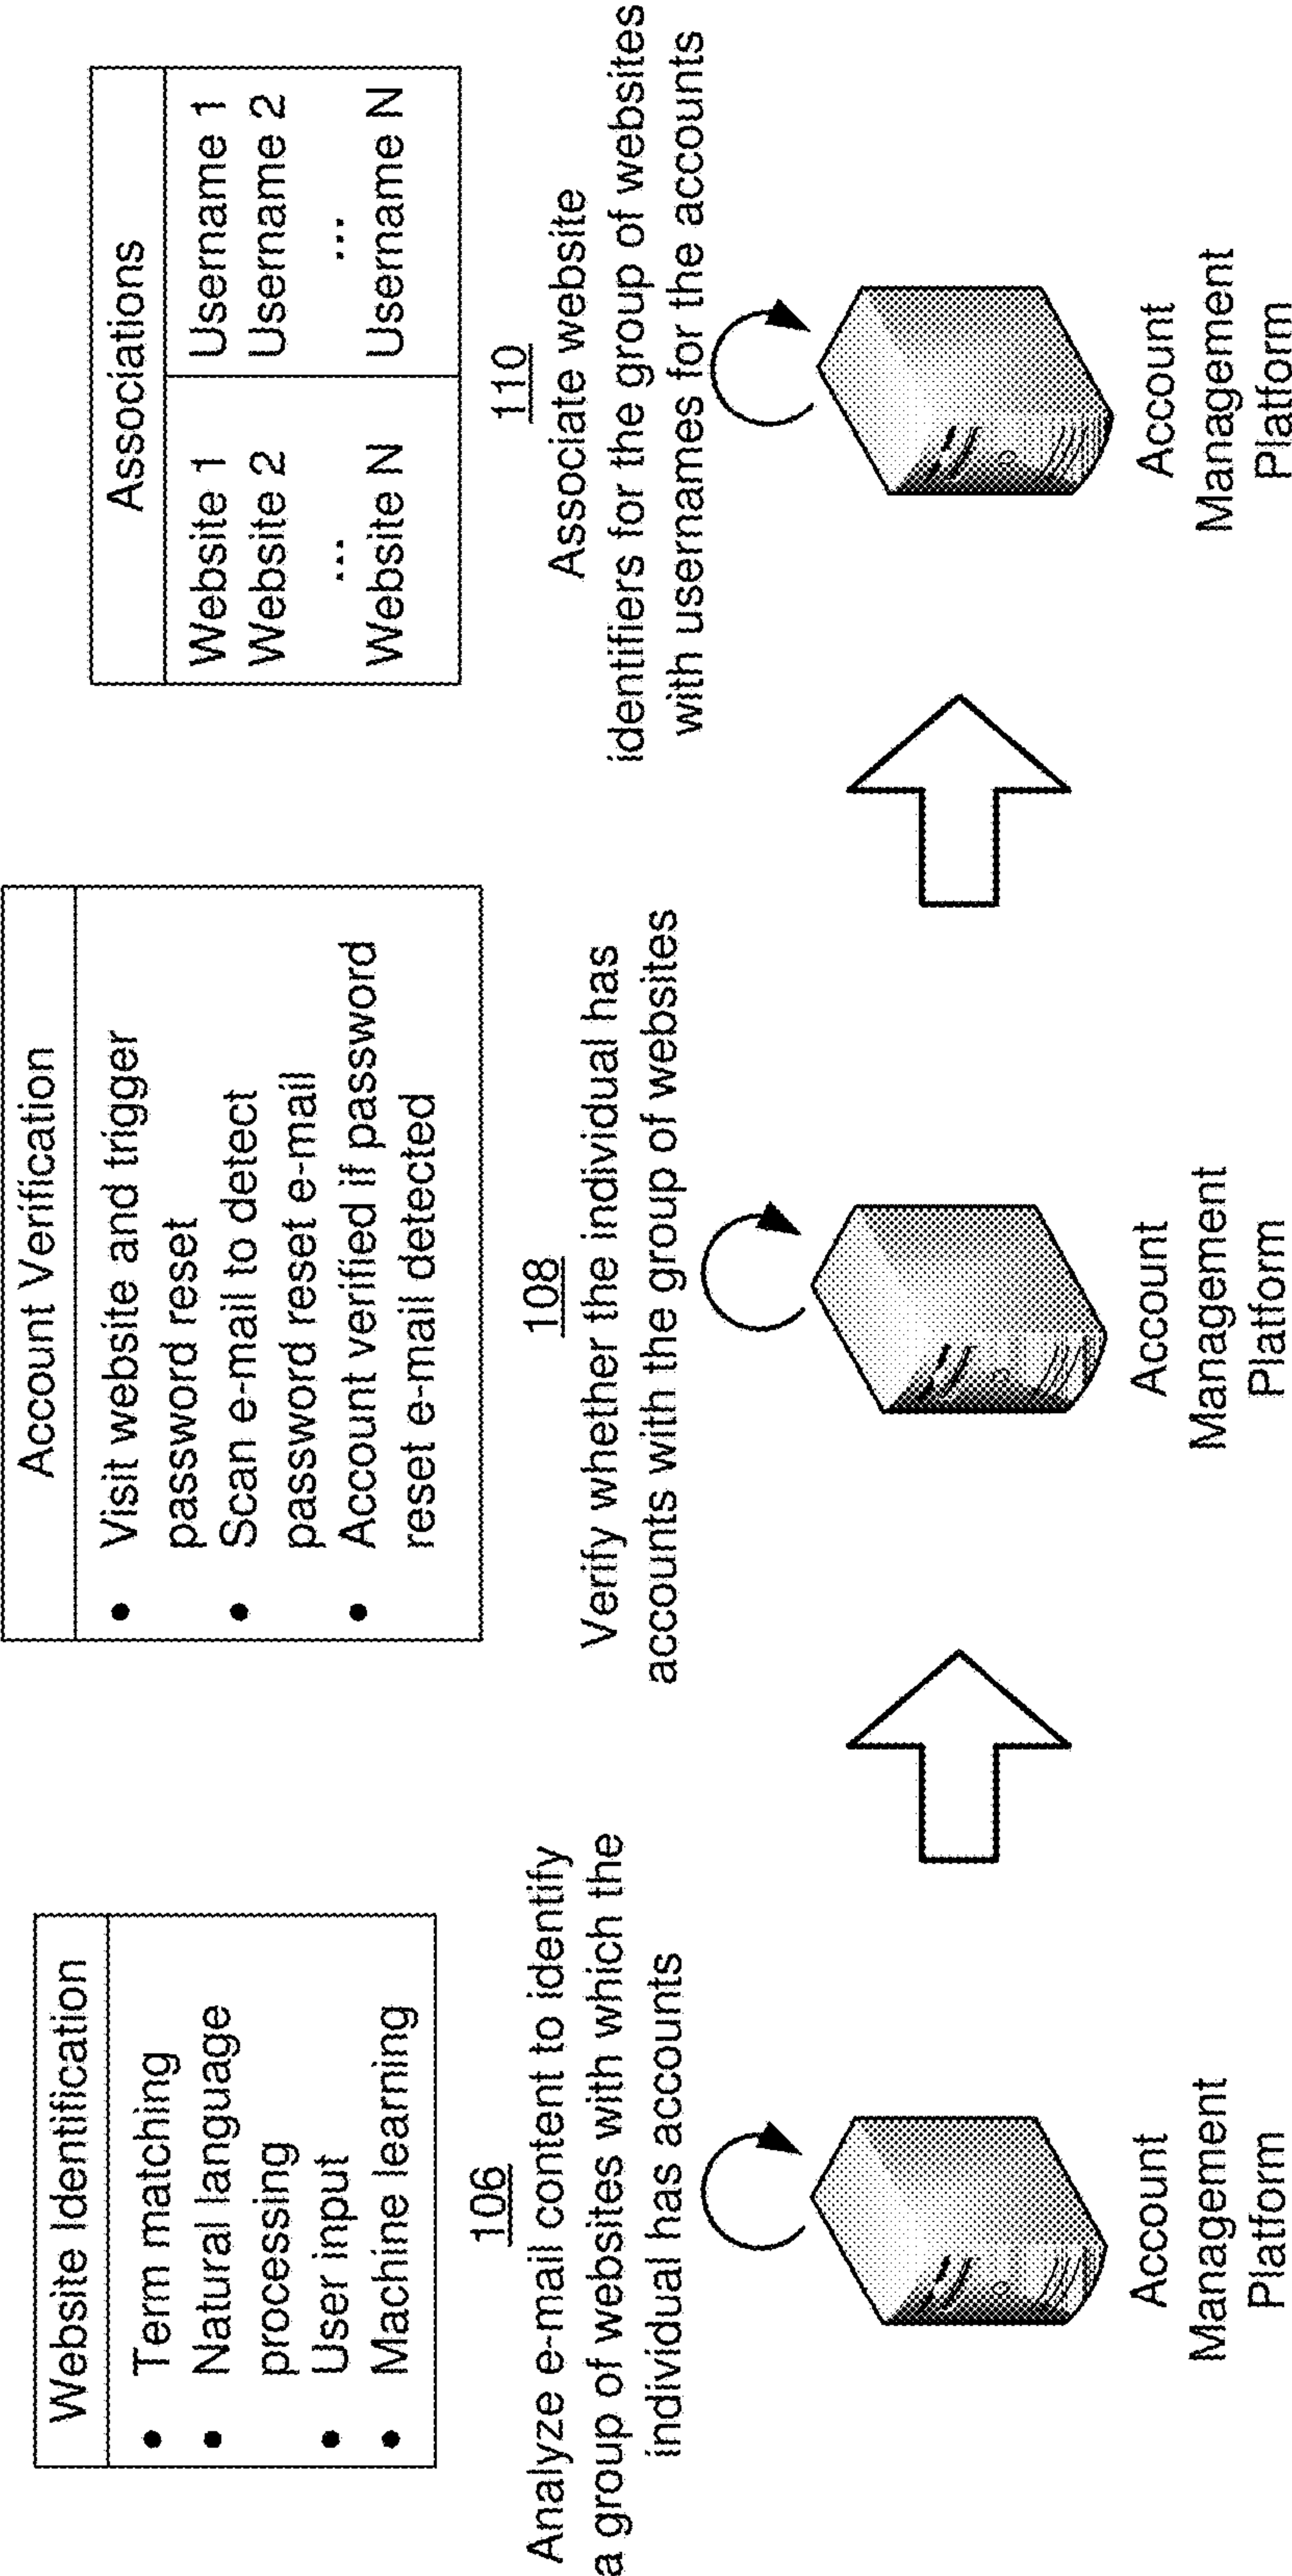 Website Identification
• Term matching
• Natural language
processing
• User input
• Machine learning
106
Analyze e-mail content to identify
a group of websites with which the
individual has accounts
Account
Management
Platform
Account Verification
• Visit website and trigger
password reset
• Scan e-mail to detect
password reset e-mail
• Account verified if password
reset e-mail detected
108
Verify whether the individual has
accounts with the group of websites
Account
Management
Platform
Associations
Website 1 Username 1
Website 2 Username 2
... ...
Website N Username N
110
Associate website
identifiers for the group of websites
with usernames for the accounts
Account
Management
Platform